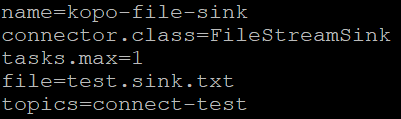 name=kopo-file-sink
connector.class=FileStreamSink
tasks.max=1
file=test.sink.txt
topics=connect-test